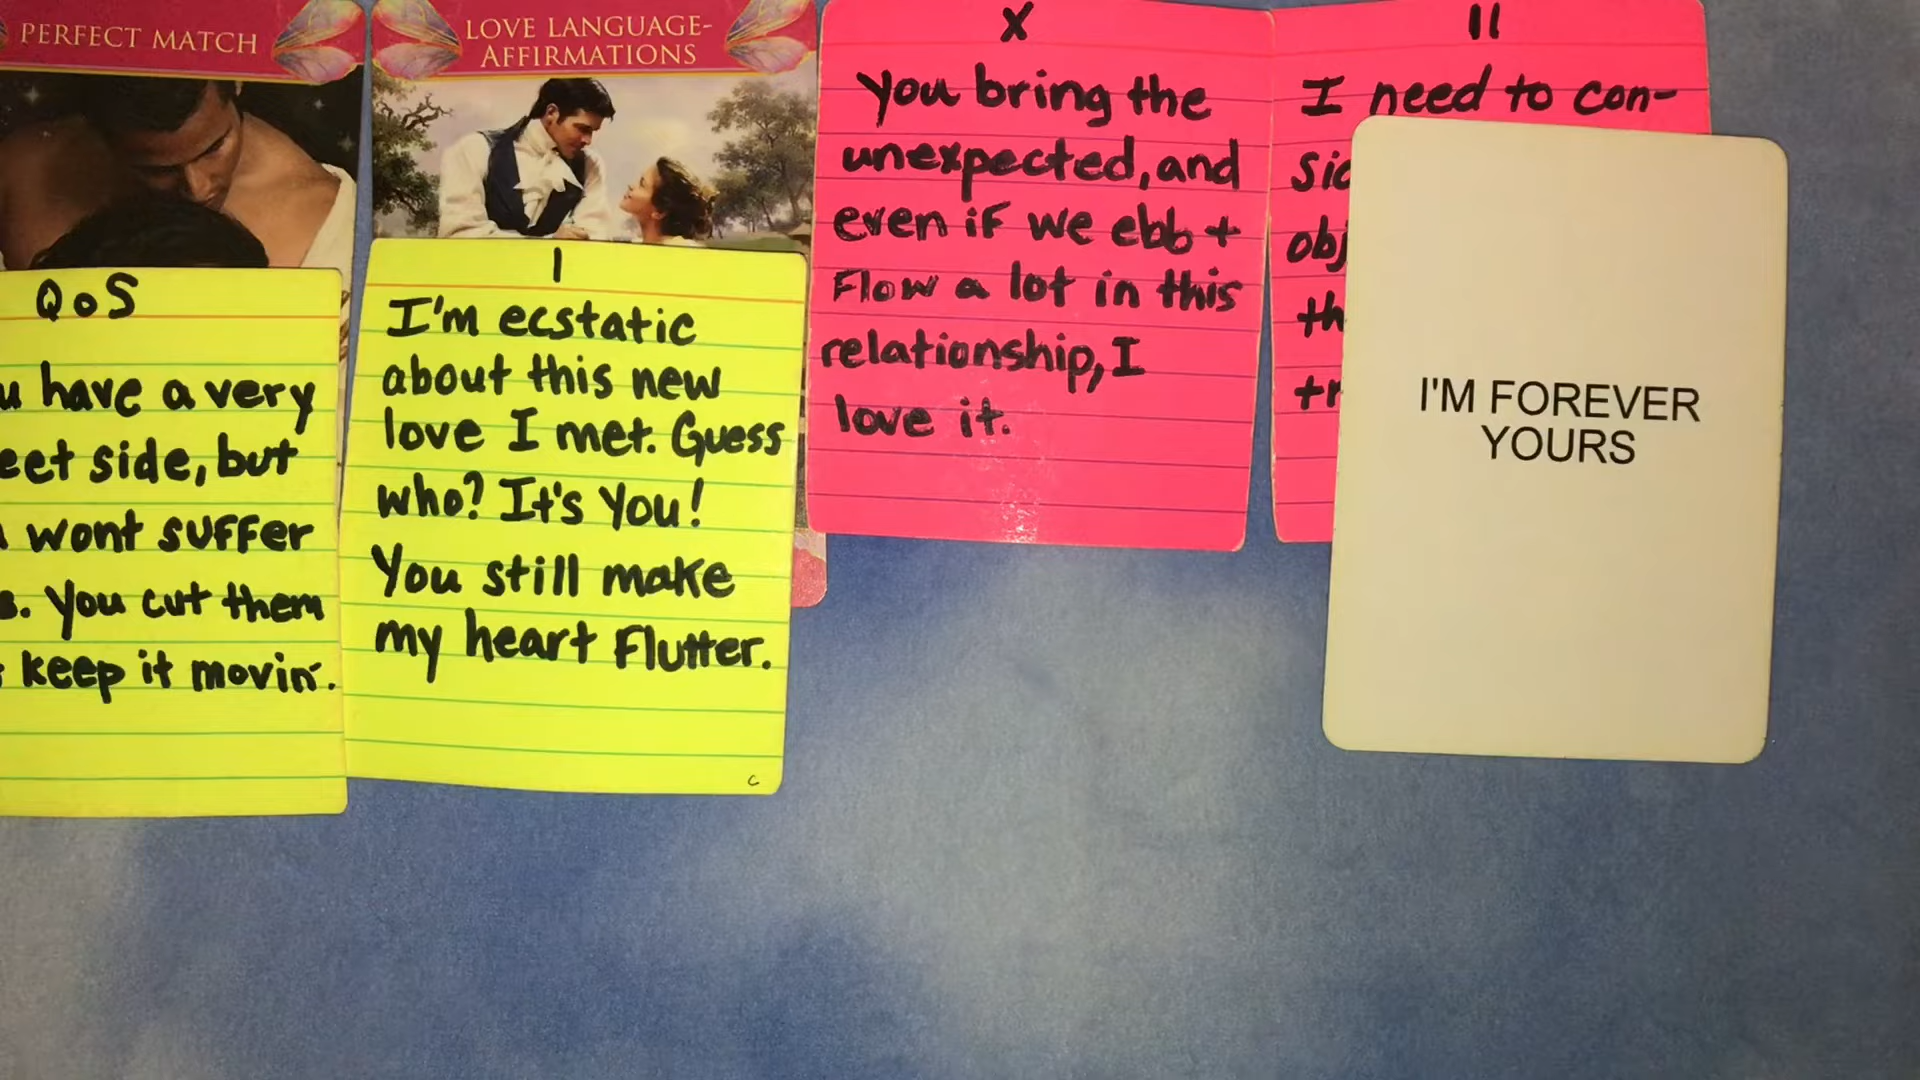 PERFECT MATCH
LOVE LANGUAGE-
AFFIRMATIONS
QoS
have a very
side, but
wont suffer
You cut them
keep it movin'.
I
I'm ecstatic
about this new
love I met. Guess
who? It's You!
You still make
my heart Flutter.
c
X
You bring the
unexpected, and
even if we ebb +
Flow a lot in this
relationship, I
love it.
II
I need to con-
I'M FOREVER
YOURS